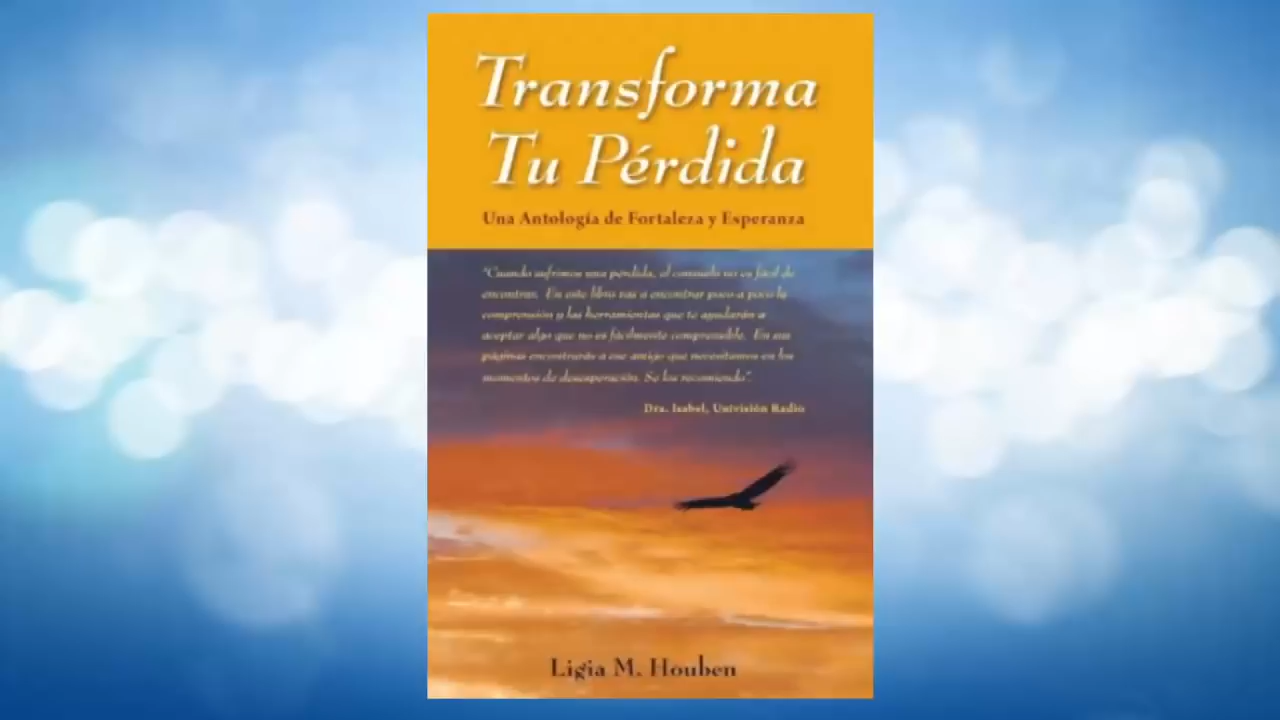 Transforma
Tu Pérdida
Una Antología de Fortaleza y Esperanza
"Cuando sufrimos una pérdida, el consuelo no es fácil de
encontrar. En este libro vas a encontrar poco a poco la
comprensión y las herramientas que te ayudarán a
aceptar algo que no es fácilmente comprensible. En sus
páginas encontrarás a ese amigo que necesitamos en los
momentos de desesperación. Se los recomiendo".
Dra. Isabel, Univisión Radio
Ligia M. Houben